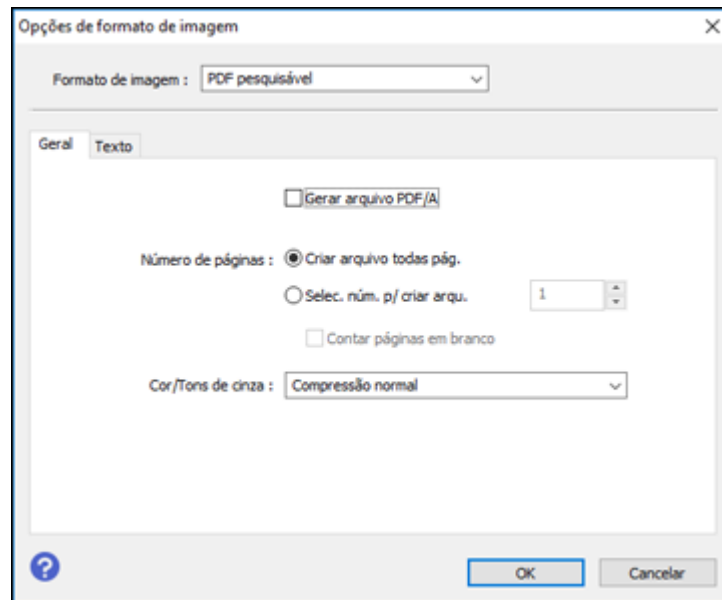 Opções de formato de imagem
Formato de imagem : PDF pesquisável
Geral Texto
Gerar arquivo PDF/A
Número de páginas : Criar arquivo todas pág.
Selec. núm. p/ criar arqu. 1
Contar páginas em branco
Cor/Tons de cinza : Compressão normal
? OK Cancelar